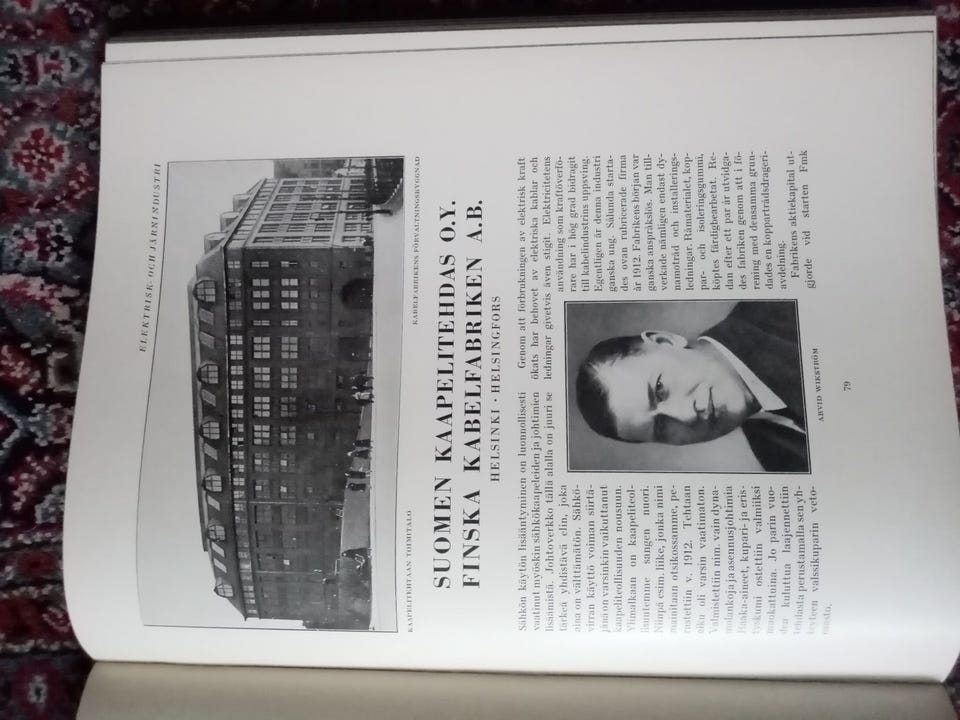 ELEKTRISK- OCH JÄRNINDUSTRI
KAAPELITEHTAAN TOIMITALO
KABELFABRIKENS FÖRVALTNINGSBYGGNAD
SUOMEN KAAPELITEHDAS O.Y.
FINSKA KABELFABRIKEN A.B.
HELSINKI · HELSINGFORS
Sähkön käytön lisääntyminen on luonnollisesti
vaatinut myöskin sähkökaapeleiden ja johtimien
lisäämistä. Johtoverkko tällä alalla on juuri se
tärkeä yhdistävä elin, joka
aina on välttämätön. Sähkö-
virran käyttö voiman siirtä-
jänä on varsinkin vaikuttanut
kaapeliteollisuuden nousuun.
Ylimalkaan on kaapeliteol-
lisuutemme sangen nuori.
Niinpä esim. liike, jonka nimi
mainitaan otsikossamme, pe-
rustettiin v. 1912. Tehtaan
alku oli varsin vaatimaton.
Valmistettiin nim. vain dyna-
molankoja ja asennusjohtimia
Raaka-aineet, kupari- ja eris-
tyskumi ostettiin valmiiksi
muokattuina. Jo parin vuo-
den kuluttua laajennettiin
tehdasta perustamalla sen yh-
teyteen valssikuparin veto-
osasto.
Genom att förbrukningen av elektrisk kraft
ökats har behovet av elektriska kablar och
ledningar givetvis även stigit. Elektricitetens
användning som kraftöverfö-
rare har i hög grad bidragit
till kabelindustrins uppsving.
Egentligen är denna industri
ganska ung. Sålunda starta-
des ovan rubricerade firma
år 1912. Fabrikens början var
ganska anspråkslös. Man till-
verkade nämligen endast dy-
namotråd och installerings-
ledningar. Råmaterialet, kop-
par- och isoleringsgummi,
köptes färdigbearbetat. Re-
dan efter ett par år utvidga-
des fabriken genom att i fö-
rening med densamma grun-
dades en koppartrådsdrageri-
avdelning.
Fabrikens aktiekapital ut-
gjorde vid starten Fmk
ARVID WIKSTRÖM
79